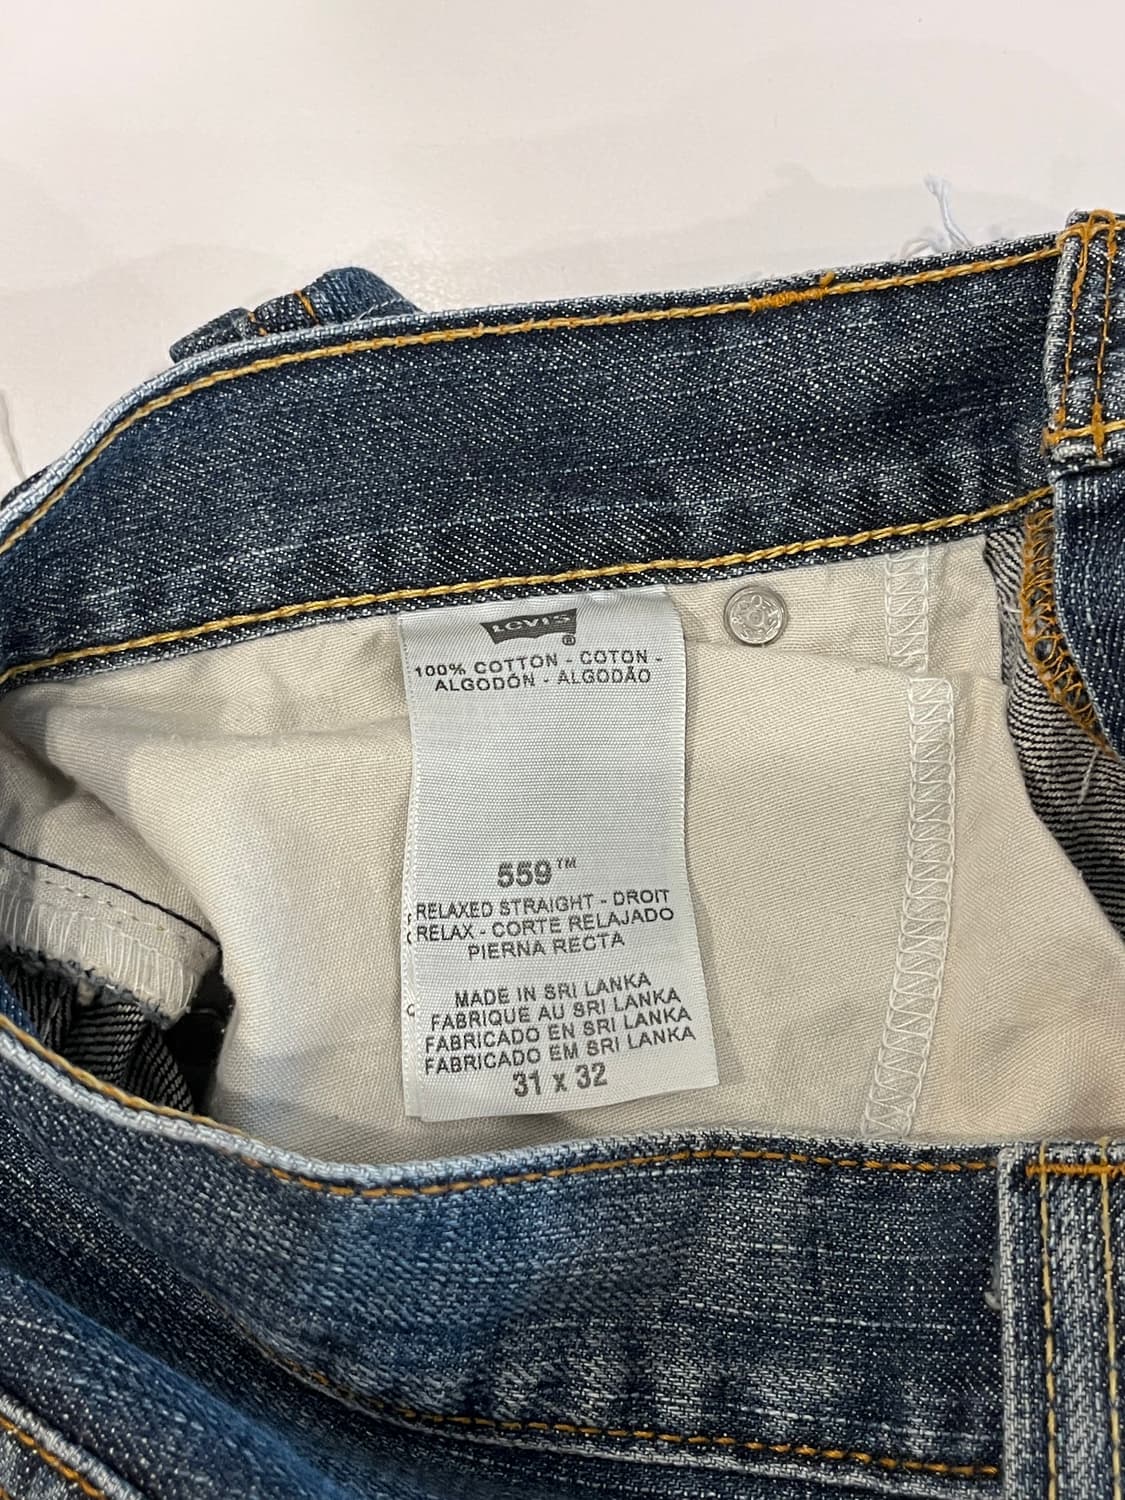 LEVI'S ®
100% COTTON - COTON -
ALGODÓN - ALGODÃO
559™
RELAXED STRAIGHT - DROIT
RELAX - CORTE RELAJADO
PIERNA RECTA
MADE IN SRI LANKA
FABRIQUE AU SRI LANKA
FABRICADO EN SRI LANKA
FABRICADO EM SRI LANKA
31 x 32